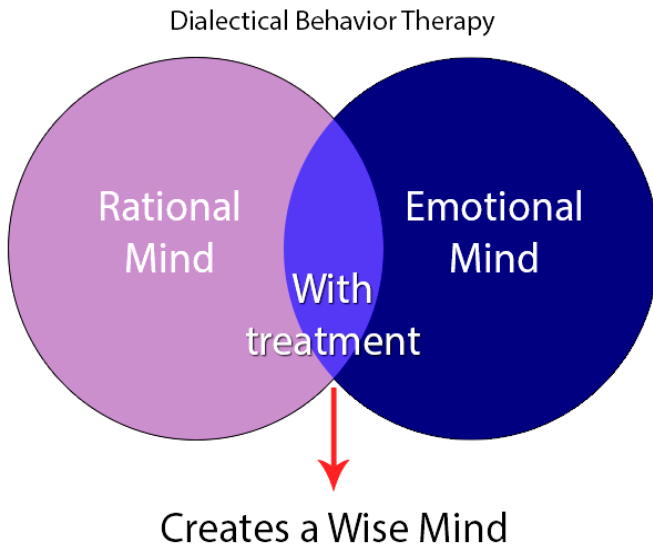 Dialectical Behavior Therapy
Rational
Mind
Emotional
Mind
With
treatment
Creates a Wise Mind